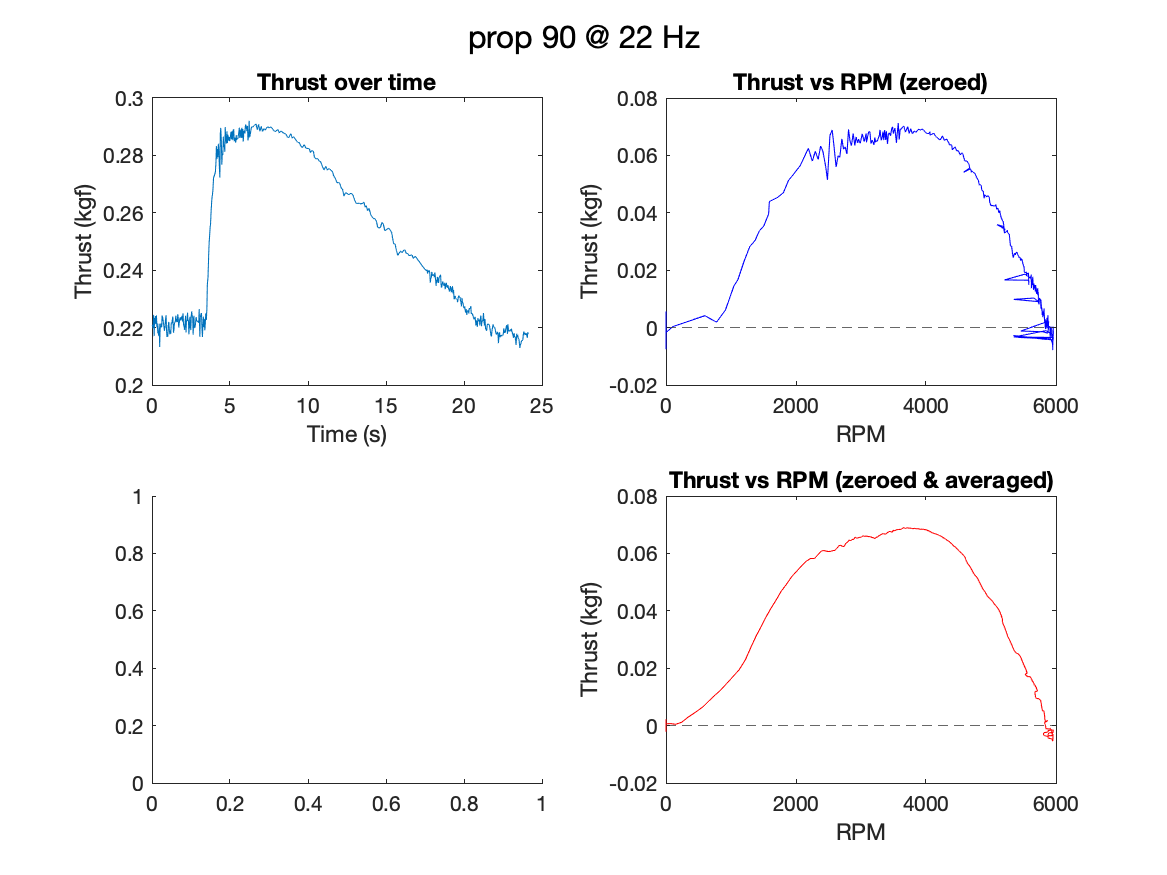 prop 90 @ 22 Hz
Thrust over time
Thrust (kgf)
0.3
0.28
0.26
0.24
0.22
0.2
0 5 10 15 20 25
Time (s)
Thrust vs RPM (zeroed)
Thrust (kgf)
0.08
0.06
0.04
0.02
0
-0.02
0 2000 4000 6000
RPM
1
0.8
0.6
0.4
0.2
0
0 0.2 0.4 0.6 0.8 1
Thrust vs RPM (zeroed & averaged)
Thrust (kgf)
0.08
0.06
0.04
0.02
0
-0.02
0 2000 4000 6000
RPM